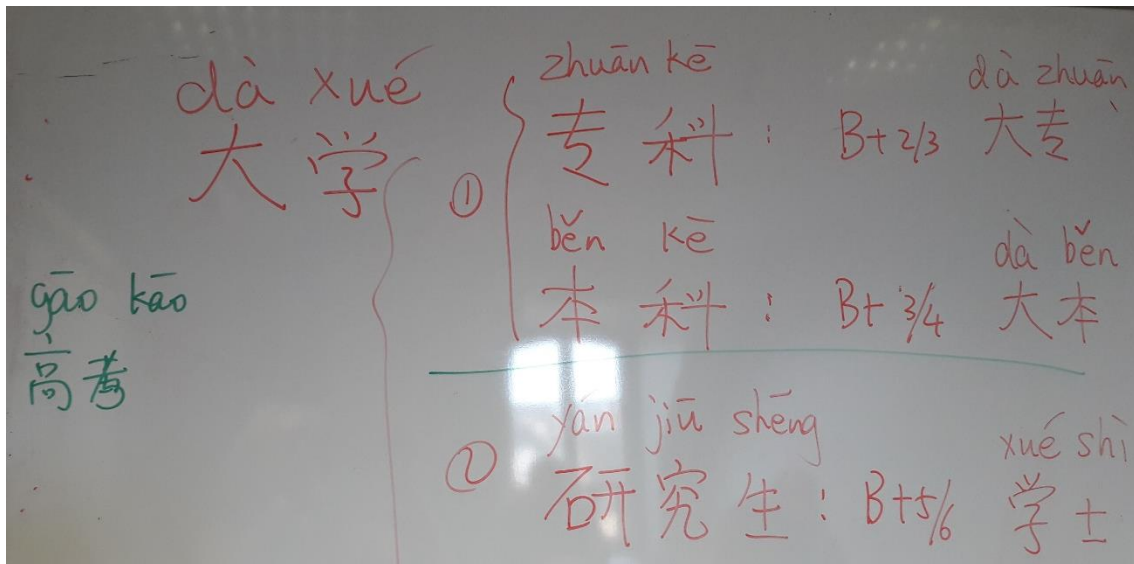 dà xué
大学
gāo kāo
高考
①
zhuān kē dà zhuān
专科: B+2/3 大专
běn kē dà běn
本科: B+3/4 大本
②
yán jiū shēng xué shì
研究生: B+5/6 学士